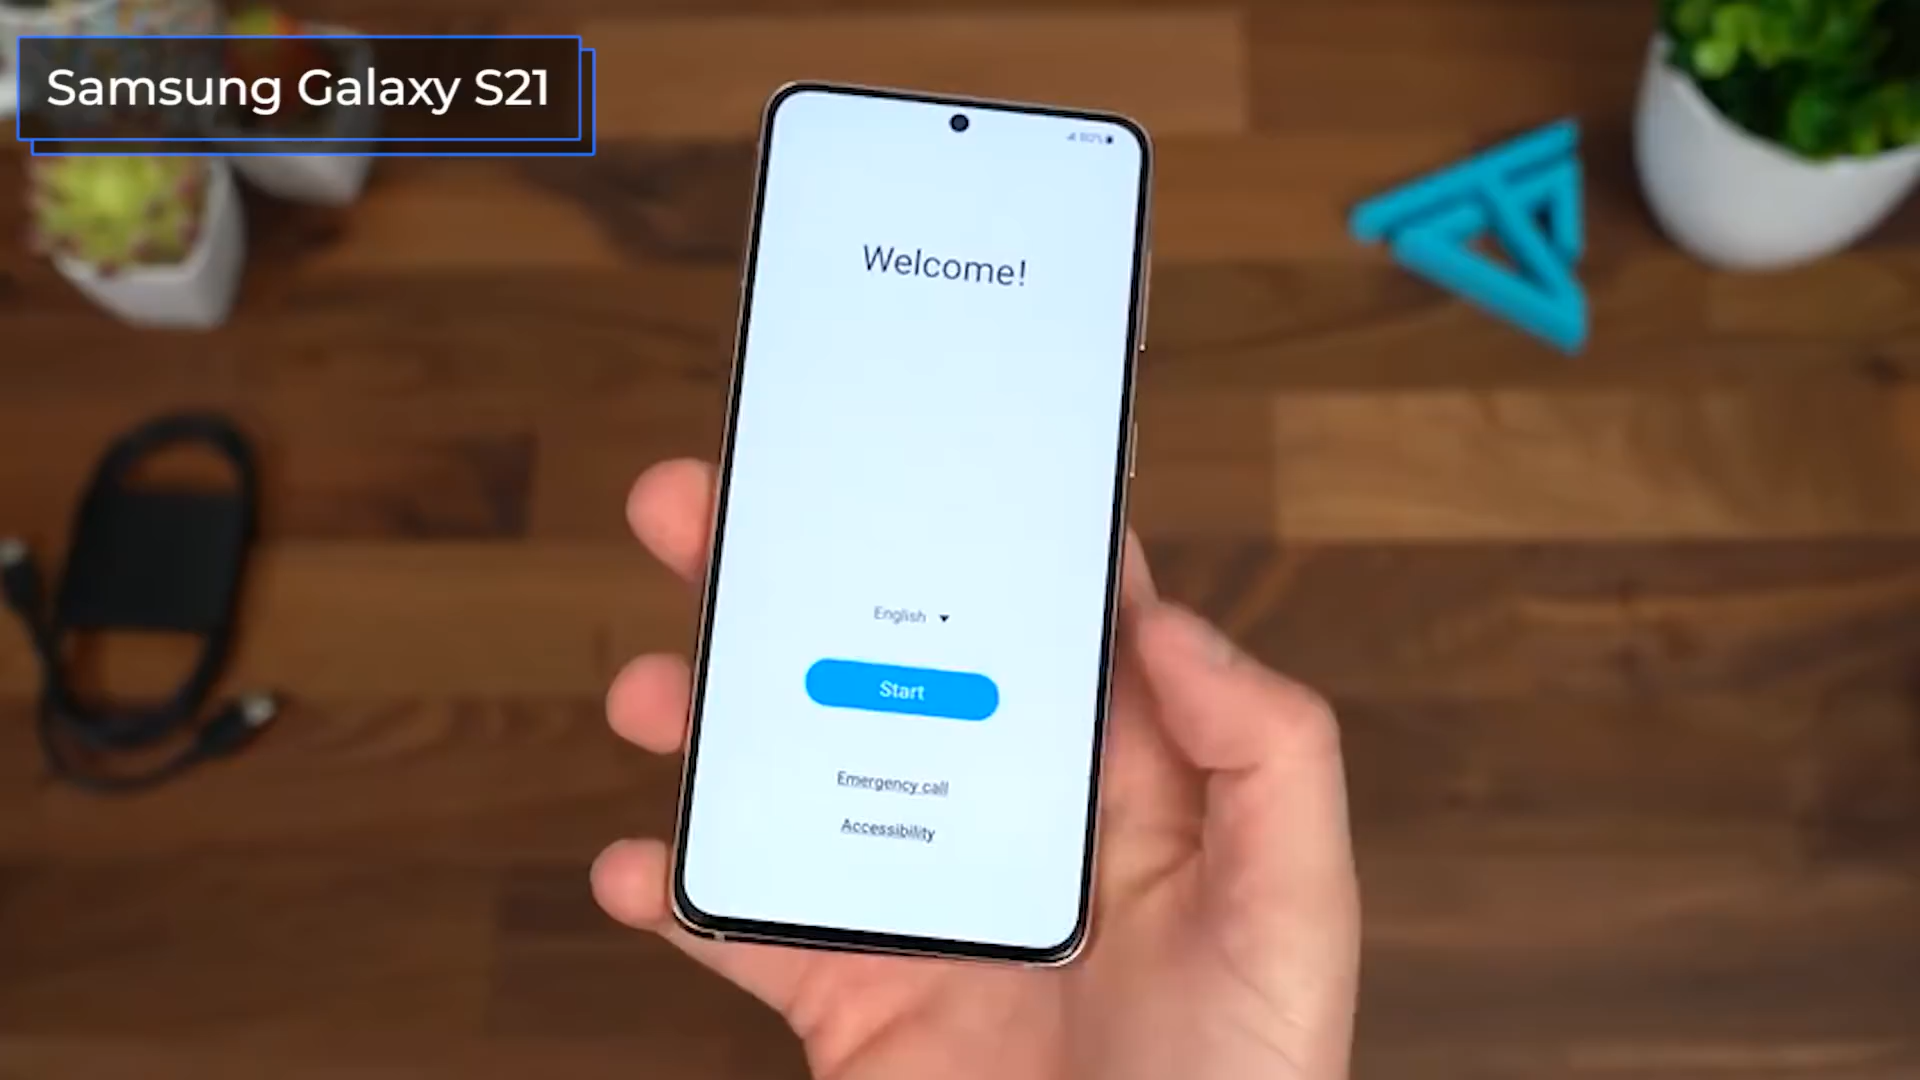 Samsung Galaxy S21
Welcome!
English
Start
Emergency call
Accessibility